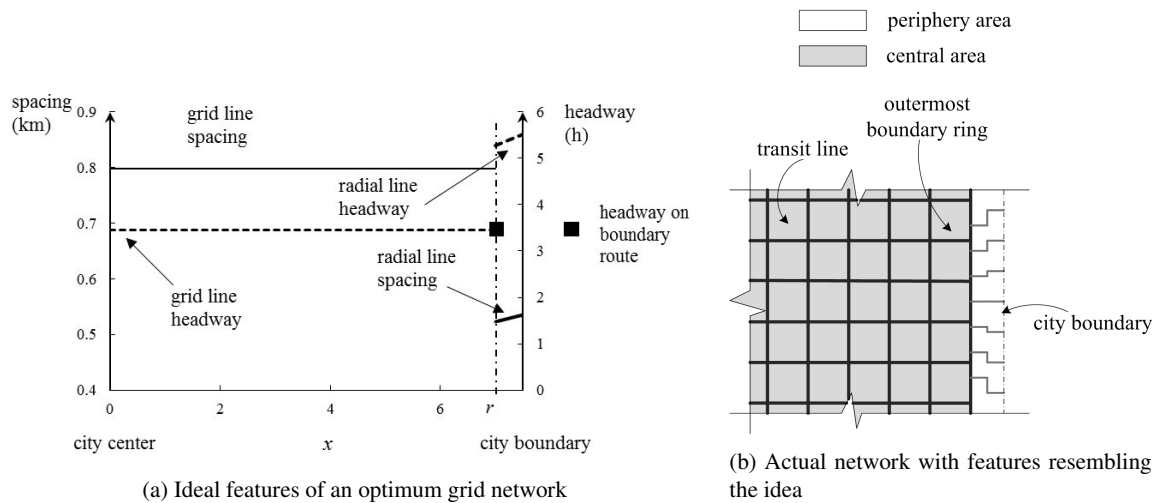 periphery area
central area
spacing
(km)
0.9
0.8
0.7
0.6
0.5
0.4
grid line
spacing
radial line
headway
grid line
headway
radial line
spacing
headway
(h)
6
5
4
3
2
1
0
headway on
boundary
route
0
2
4
6
r
city center
x
city boundary
(a) Ideal features of an optimum grid network
outermost
boundary ring
transit line
city boundary
(b) Actual network with features resembling
the idea